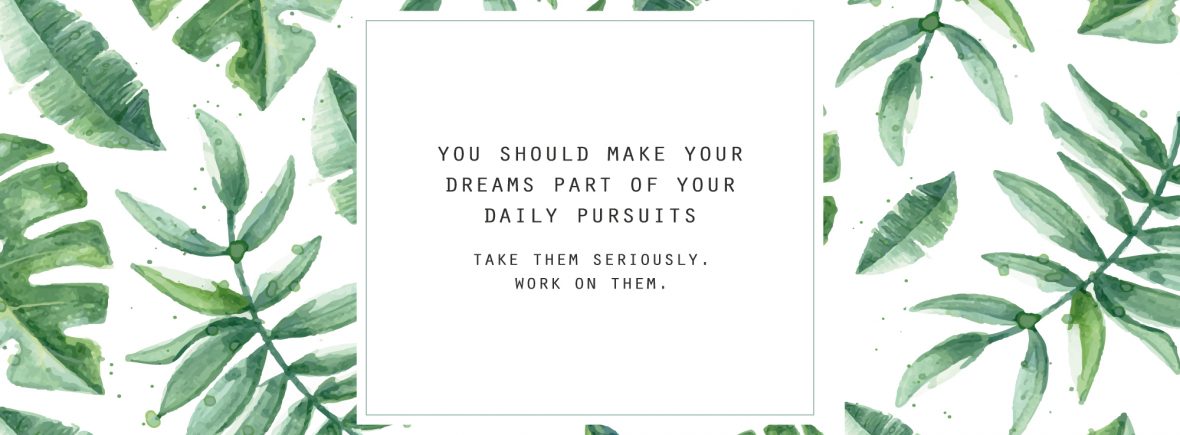 YOU SHOULD MAKE YOUR
DREAMS PART OF YOUR
DAILY PURSUITS
TAKE THEM SERIOUSLY.
WORK ON THEM.